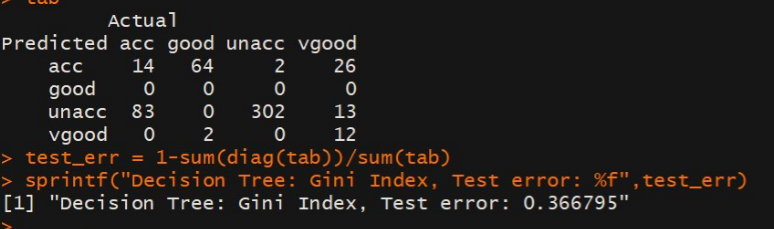 > tab
Actual
Predicted acc good unacc vgood
acc 14 64 2 26
good 0 0 0 0
unacc 83 0 302 13
vgood 0 2 0 12
> test_err = 1-sum(diag(tab))/sum(tab)
> sprintf("Decision Tree: Gini Index, Test error: %f",test_err)
[1] "Decision Tree: Gini Index, Test error: 0.366795"
>